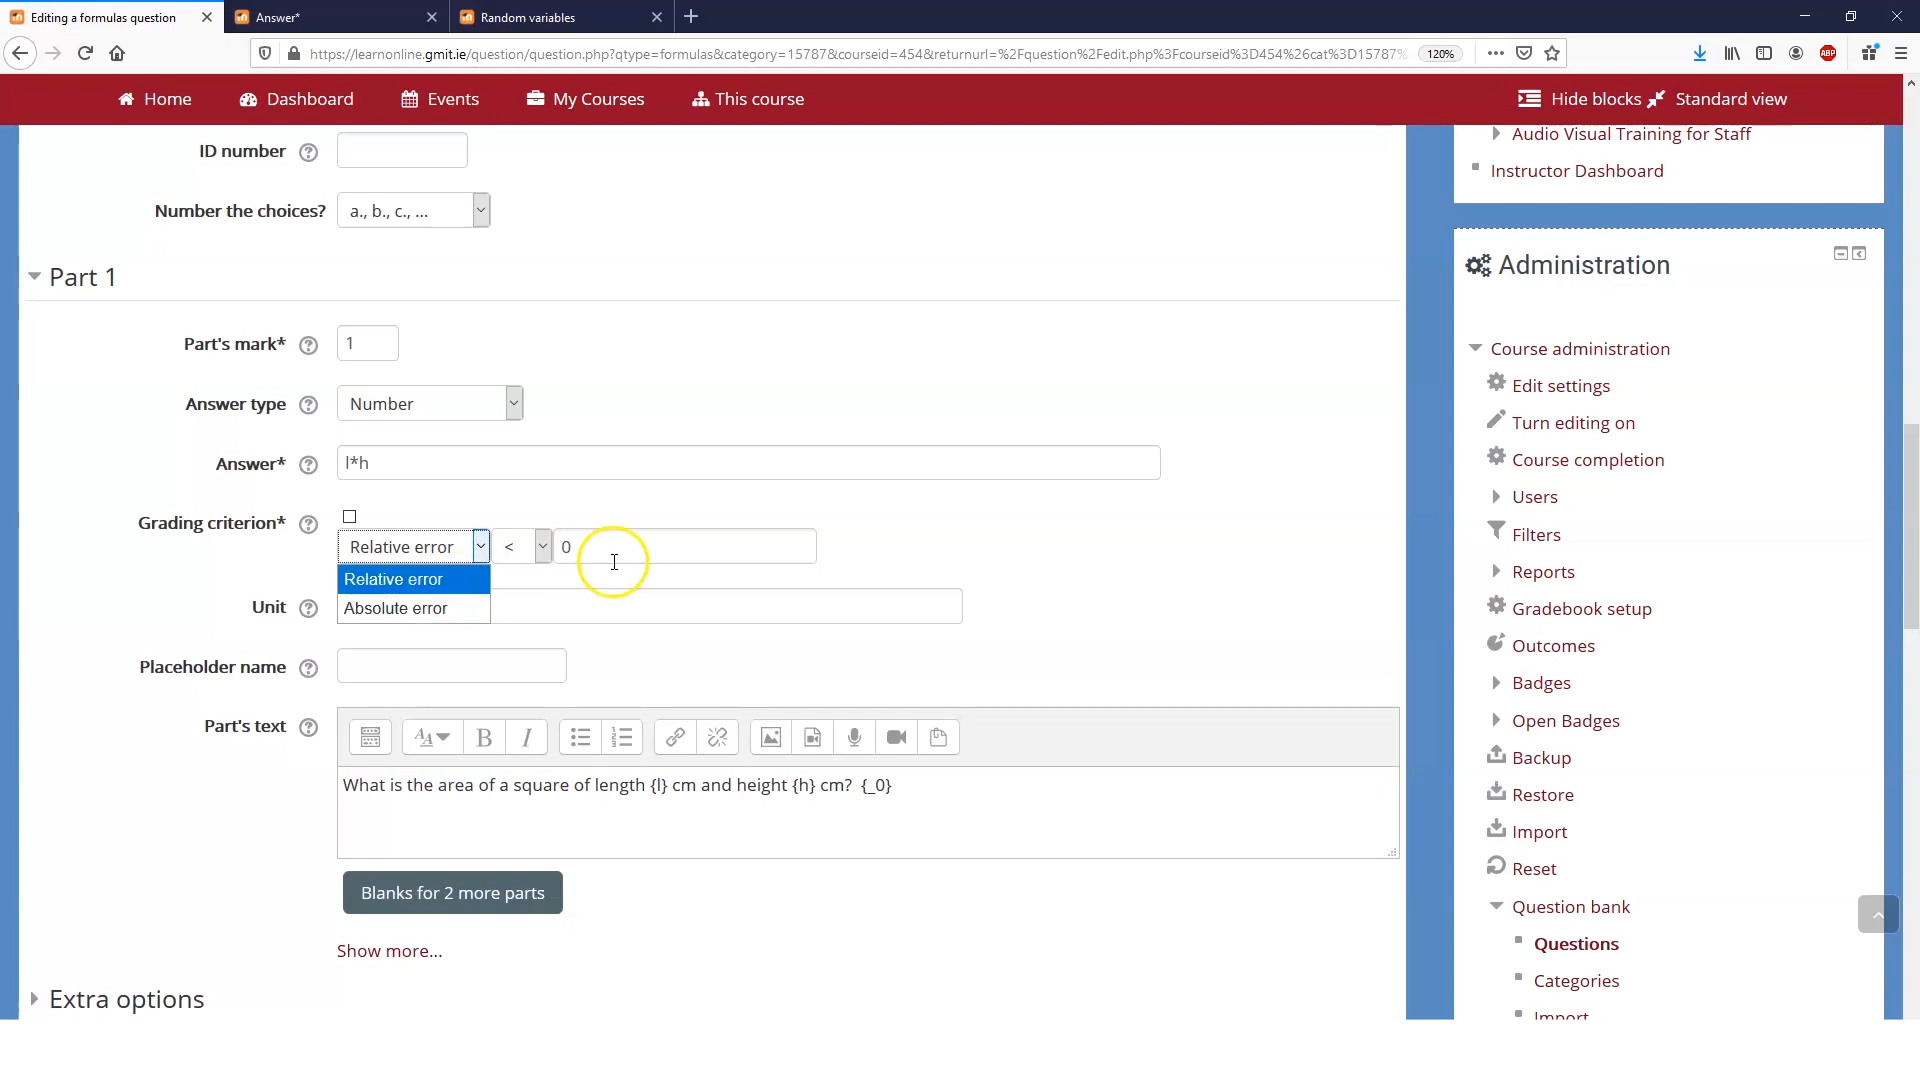 Editing a formulas question
Answer*
Random variables
https://learnonline.gmit.ie/question/question.php?qtype=formulas&category=15787&courseid=454&returnurl=%2Fquestion%2Fedit.php%3Fcourseid%3D454%26cat%3D15787%
120%
ABP
Home
Dashboard
Events
My Courses
This course
Hide blocks
Standard view
ID number
Number the choices?
a., b., c., ...
Part 1
Part's mark*
1
Answer type
Number
Answer*
l*h
Grading criterion*
Relative error
<
0
Relative error
Absolute error
Unit
Placeholder name
Part's text
What is the area of a square of length {l} cm and height {h} cm?  {_0}
Blanks for 2 more parts
Show more...
Extra options
Audio Visual Training for Staff
Instructor Dashboard
Administration
Course administration
Edit settings
Turn editing on
Course completion
Users
Filters
Reports
Gradebook setup
Outcomes
Badges
Open Badges
Backup
Restore
Import
Reset
Question bank
Questions
Categories
Import